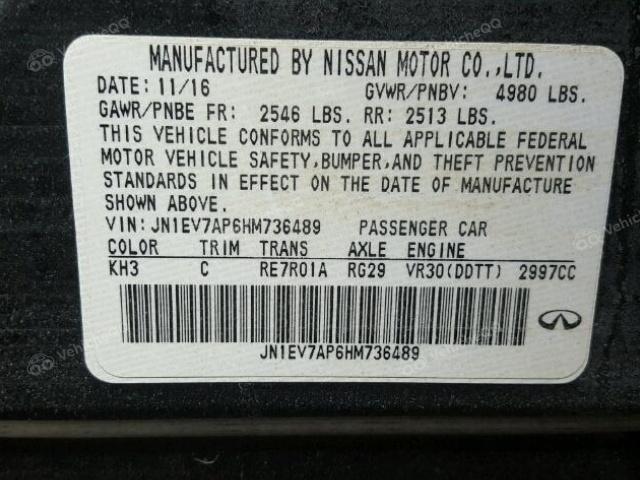 MANUFACTURED BY NISSAN MOTOR CO.,LTD.
DATE: 11/16 GVWR/PNBV: 4980 LBS.
GAWR/PNBE FR: 2546 LBS. RR: 2513 LBS.
THIS VEHICLE CONFORMS TO ALL APPLICABLE FEDERAL
MOTOR VEHICLE SAFETY,BUMPER,AND THEFT PREVENTION
STANDARDS IN EFFECT ON THE DATE OF MANUFACTURE
SHOWN ABOVE.
VIN: JN1EV7AP6HM736489 PASSENGER CAR
COLOR TRIM TRANS AXLE ENGINE
KH3 C RE7R01A RG29 VR30(DDTT) 2997CC
JN1EV7AP6HM736489
VehicleQQ